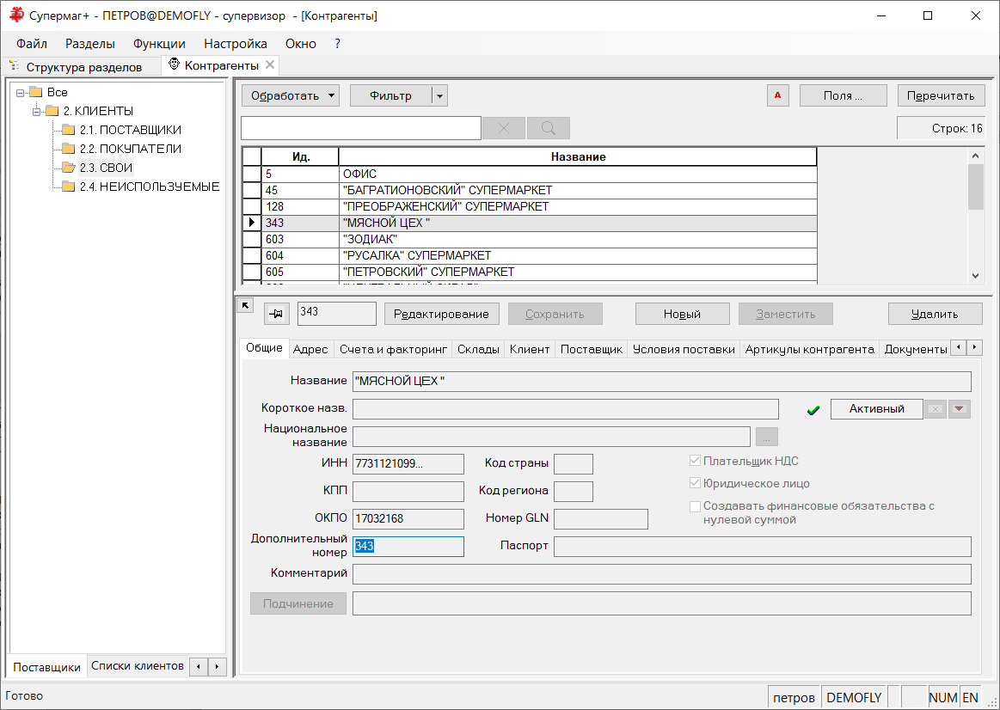 Супермаг+ - ПЕТРОВ@DEMOFLY - супервизор - [Контрагенты]
Файл Разделы Функции Настройка Окно ?
Структура разделов Контрагенты
Все
2. КЛИЕНТЫ
2.1. ПОСТАВЩИКИ
2.2. ПОКУПАТЕЛИ
2.3. СВОИ
2.4. НЕИСПОЛЬЗУЕМЫЕ
Поставщики Списки клиентов
Обработать Фильтр А Поля ... Перечитать
Строк: 16
Ид. Название
5 ОФИС
45 "БАГРАТИОНОВСКИЙ" СУПЕРМАРКЕТ
128 "ПРЕОБРАЖЕНСКИЙ" СУПЕРМАРКЕТ
343 "МЯСНОЙ ЦЕХ "
603 "ЗОДИАК"
604 "РУСАЛКА" СУПЕРМАРКЕТ
605 "ПЕТРОВСКИЙ" СУПЕРМАРКЕТ
343 Редактирование Сохранить Новый Заместить Удалить
Общие Адрес Счета и факторинг Склады Клиент Поставщик Условия поставки Артикулы контрагента Документы
Название "МЯСНОЙ ЦЕХ "
Короткое назв. Активный
Национальное
название ...
ИНН 7731121099... Код страны Плательщик НДС
КПП Код региона Юридическое лицо
ОКПО 17032168 Номер GLN Создавать финансовые обязательства с
нулевой суммой
Дополнительный
номер 343 Паспорт
Комментарий
Подчинение
Готово петров DEMOFLY NUM EN